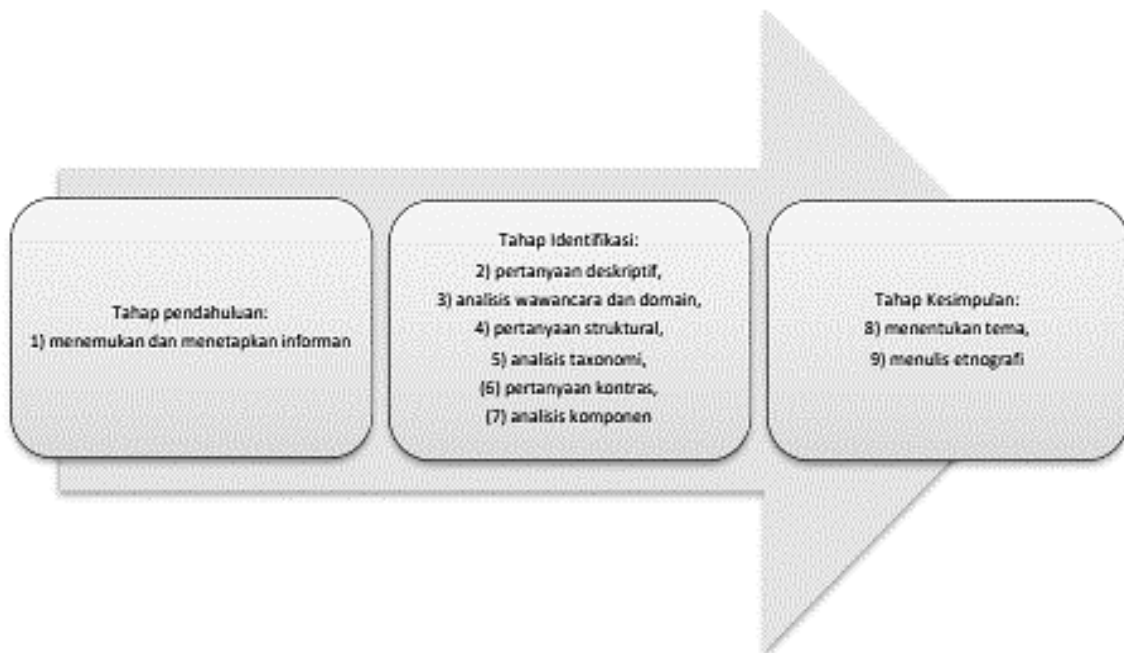 Tahap pendahuluan:
1) menemukan dan menetapkan informan
Tahap Identifikasi:
2) pertanyaan deskriptif,
3) analisis wawancara dan domain,
4) pertanyaan struktural,
5) analisis taxonomi,
(6) pertanyaan kontras,
(7) analisis komponen
Tahap Kesimpulan:
8) menentukan tema,
9) menulis etnografi